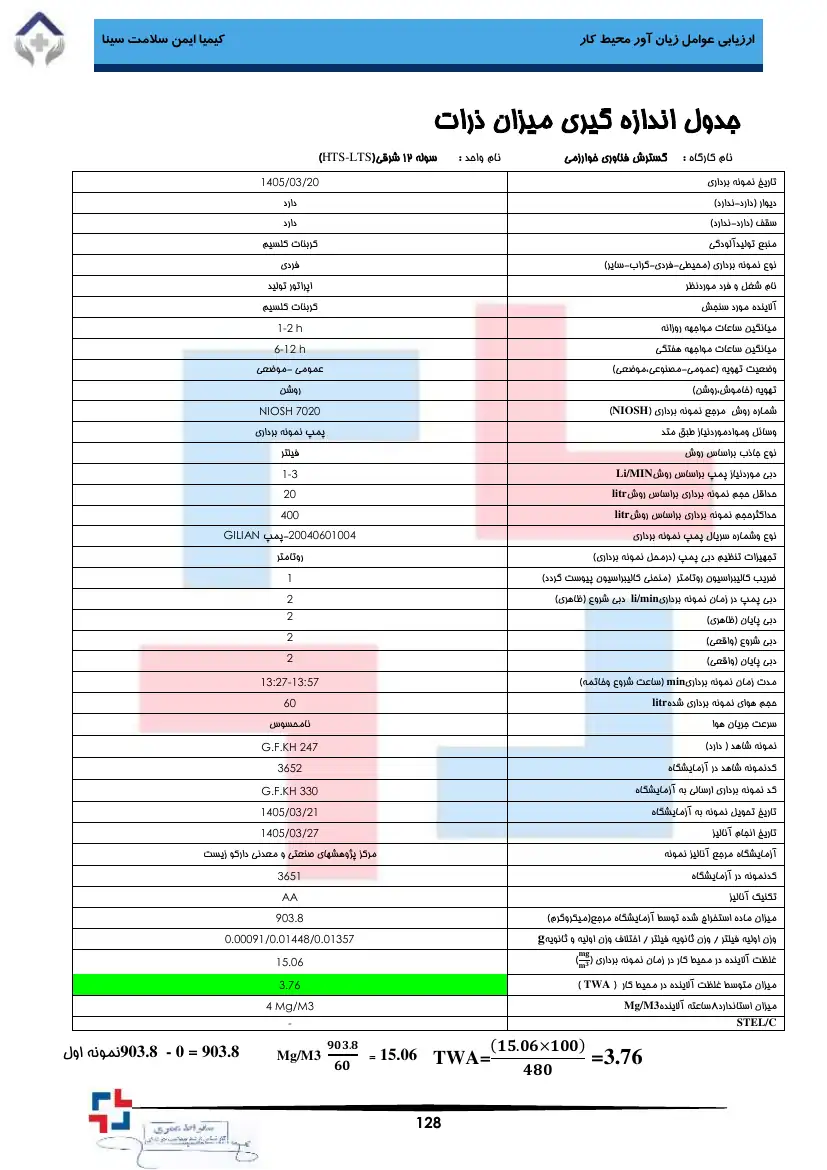 ارزیابی عوامل زیان آور محیط کار
کیمیا ایمن سلامت سینا
جدول اندازه گیری میزان ذرات
نام کارگاه : گسترش فناوری خوارزمی نام واحد : سوله 12 شرقی(HTS-LTS)
تاریخ نمونه برداری 1405/03/20
دیوار (دارد-ندارد) دارد
سقف (دارد-ندارد) دارد
منبع تولیدآلودگی کربنات کلسیم
نوع نمونه برداری (محیطی-فردی-گراب-سایر) فردی
نام شغل و فرد موردنظر اپراتور تولید
آلاینده مورد سنجش کربنات کلسیم
میانگین ساعات مواجهه روزانه 1-2 h
میانگین ساعات مواجهه هفتگی 6-12 h
وضعیت تهویه (عمومی-مصنوعی،موضعی) عمومی -موضعی
تهویه (خاموش،روشن) روشن
شماره روش مرجع نمونه برداری (NIOSH) NIOSH 7020
وسائل وموادموردنیاز طبق متد پمپ نمونه برداری
نوع جاذب براساس روش فیلتر
دبی موردنیاز پمپ براساس روشLi/MIN 1-3
حداقل حجم نمونه برداری براساس روشlitr 20
حداکثرحجم نمونه برداری براساس روشlitr 400
نوع وشماره سریال پمپ نمونه برداری 20040601004-پمپ GILIAN
تجهیزات تنظیم دبی پمپ (درمحل نمونه برداری) روتامتر
ضریب کالیبراسیون روتامتر (منحنی کالیبراسیون پیوست گردد) 1
دبی پمپ در زمان نمونه برداریli/min دبی شروع (ظاهری) 2
دبی پایان (ظاهری) 2
دبی شروع (واقعی) 2
دبی پایان (واقعی) 2
مدت زمان نمونه برداریmin (ساعت شروع وخاتمه) 13:27-13:57
حجم هوای نمونه برداری شدهlitr 60
سرعت جریان هوا نامحسوس
نمونه شاهد ( دارد) G.F.KH 247
کدنمونه شاهد در آزمایشگاه 3652
کد نمونه برداری ارسالی به آزمایشگاه G.F.KH 330
تاریخ تحویل نمونه به آزمایشگاه 1405/03/21
تاریخ انجام آنالیز 1405/03/27
آزمایشگاه مرجع آنالیز نمونه مرکز پژوهشهای صنعتی و معدنی دارکو زیست
کدنمونه در آزمایشگاه 3651
تکنیک آنالیز AA
میزان ماده استخراج شده توسط آزمایشگاه مرجع(میکروگرم) 903.8
وزن اولیه فیلتر / وزن ثانویه فیلتر / اختلاف وزن اولیه و ثانویهg 0.00091/0.01448/0.01357
غلظت آلاینده در محیط کار در زمان نمونه برداری (mg/m3) 15.06
میزان متوسط غلظت آلاینده در محیط کار ( TWA ) 3.76
میزان استاندارد8ساعته آلایندهMg/M3 4 Mg/M3
STEL/C -
نمونه اول903.8 - 0 = 903.8 Mg/M3 903.8/60 = 15.06 TWA=(15.06×100)/480 =3.76
128